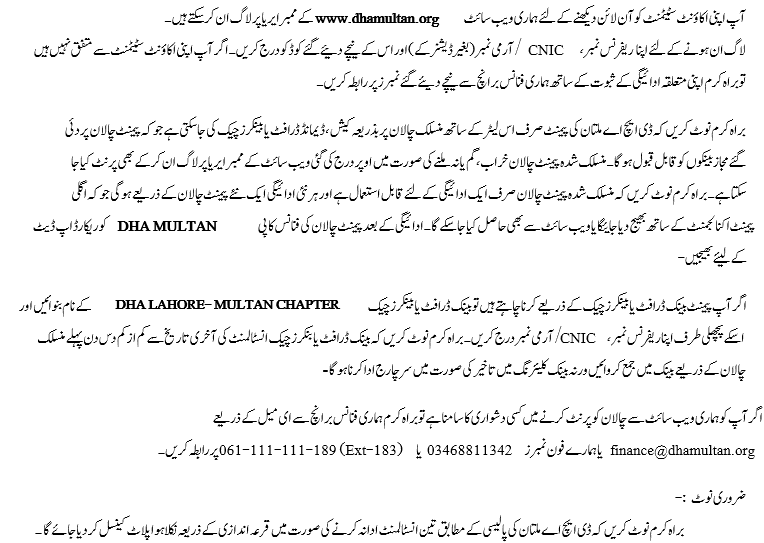 آپ اپنی اکاؤنٹ سٹیٹمنٹ کو آن لائن دیکھنے کے لئے ہماری ویب سائٹ www.dhamultan.org کے ممبر ایریا پر لاگ ان کر سکتے ہیں۔
لاگ ان ہونے کے لئے اپنا ریفرنس نمبر، CNIC / آرمی نمبر (بغیر ڈیشنز کے) اور اس کے نیچے دیئے گئے کوڈ کو درج کریں۔ اگر آپ اپنی اکاؤنٹ سٹیٹمنٹ سے متفق نہیں ہیں
تو براہ کرم اپنی متعلقہ ادائیگی کے ثبوت کے ساتھ ہماری فنانس برانچ سے نیچے دیئے گئے نمبرز پر رابطہ کریں۔
براہ کرم نوٹ کریں کہ ڈی ایچ اے ملتان کی پیمنٹ صرف اس لیٹر کے ساتھ منسلک چالان پر بذریعہ کیش، ڈیمانڈ ڈرافٹ یا بینکرز چیک کی جاسکتی ہے جو کہ پیمنٹ چالان پر دی
گئے مجاز بینکوں کو قابل قبول ہوگا۔ منسلک شدہ پیمنٹ چالان خراب، گم یا نہ ملنے کی صورت میں اوپر درج کی گئی ویب سائٹ کے ممبر ایریا پر لاگ ان کر کے بھی پرنٹ کیا جا
سکتا ہے۔ براہ کرم نوٹ کریں کہ منسلک شدہ پیمنٹ چالان صرف ایک ادائیگی کے لئے قابل استعمال ہے اور ہر نئی ادائیگی ایک نئے پیمنٹ چالان کے ذریعے ہوگی جو کہ اگلی
پیمنٹ اکنالجمنٹ کے ساتھ بھیج دیا جائیگا یا ویب سائٹ سے بھی حاصل کیا جاسکے گا۔ ادائیگی کے بعد پیمنٹ چالان کی فنانس کاپی DHA MULTAN کو ریکارڈ اپ ڈیٹ
کے لیئے بھیجیں-
اگر آپ پیمنٹ بینک ڈرافٹ یا بینکرز چیک کے ذریعے کرنا چاہتے ہیں تو بینک ڈرافٹ یا بینکرز چیک DHA LAHORE- MULTAN CHAPTER کے نام بنوائیں اور
اسکے پچھلی طرف اپنا ریفرنس نمبر، CNIC/ آرمی نمبر درج کریں۔ براہ کرم نوٹ کریں کہ بینک ڈرافٹ یا بنکرز چیک انسٹالمنٹ کی آخری تاریخ سے کم از کم دس دن پہلے منسلک
چالان کے ذریعے بینک میں جمع کروائیں ورنہ بینک کلیئرنگ میں تاخیر کی صورت میں سرچارج ادا کرنا ہوگا-
اگر آپ کو ہماری ویب سائٹ سے چالان کو پرنٹ کرنے میں کسی دشواری کا سامنا ہے تو براہ کرم ہماری فنانس برانچ سے ای میل کے ذریعے
finance@dhamultan.org یا ہمارے فون نمبرز 03468811342 یا 061-111-111-189 (Ext-183) پر رابطہ کریں۔
ضروری نوٹ :-
براہ کرم نوٹ کریں کہ ڈی ایچ اے ملتان کی پالیسی کے مطابق تین انسٹالمنٹ ادا نہ کرنے کی صورت میں قرعہ اندازی کے ذریعہ نکلا ہوا پلاٹ کینسل کر دیا جائے گا۔